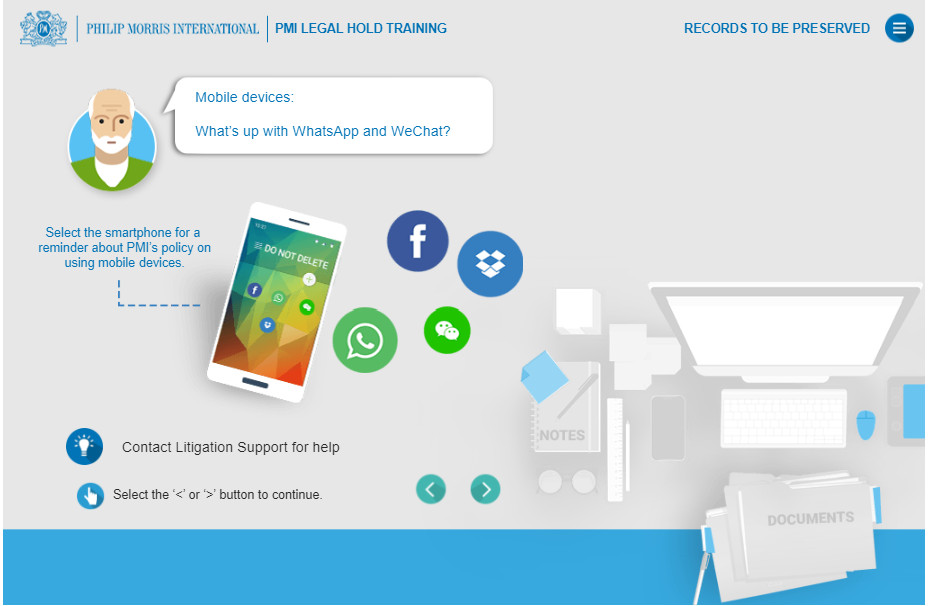 PMI
PHILIP MORRIS INTERNATIONAL
PMI LEGAL HOLD TRAINING
RECORDS TO BE PRESERVED
Mobile devices:
What's up with WhatsApp and WeChat?
Select the smartphone for a
reminder about PMI's policy on
using mobile devices.
DO NOT DELETE
NOTES
Contact Litigation Support for help
Select the ‘<’ or ‘>’ button to continue.
DOCUMENTS